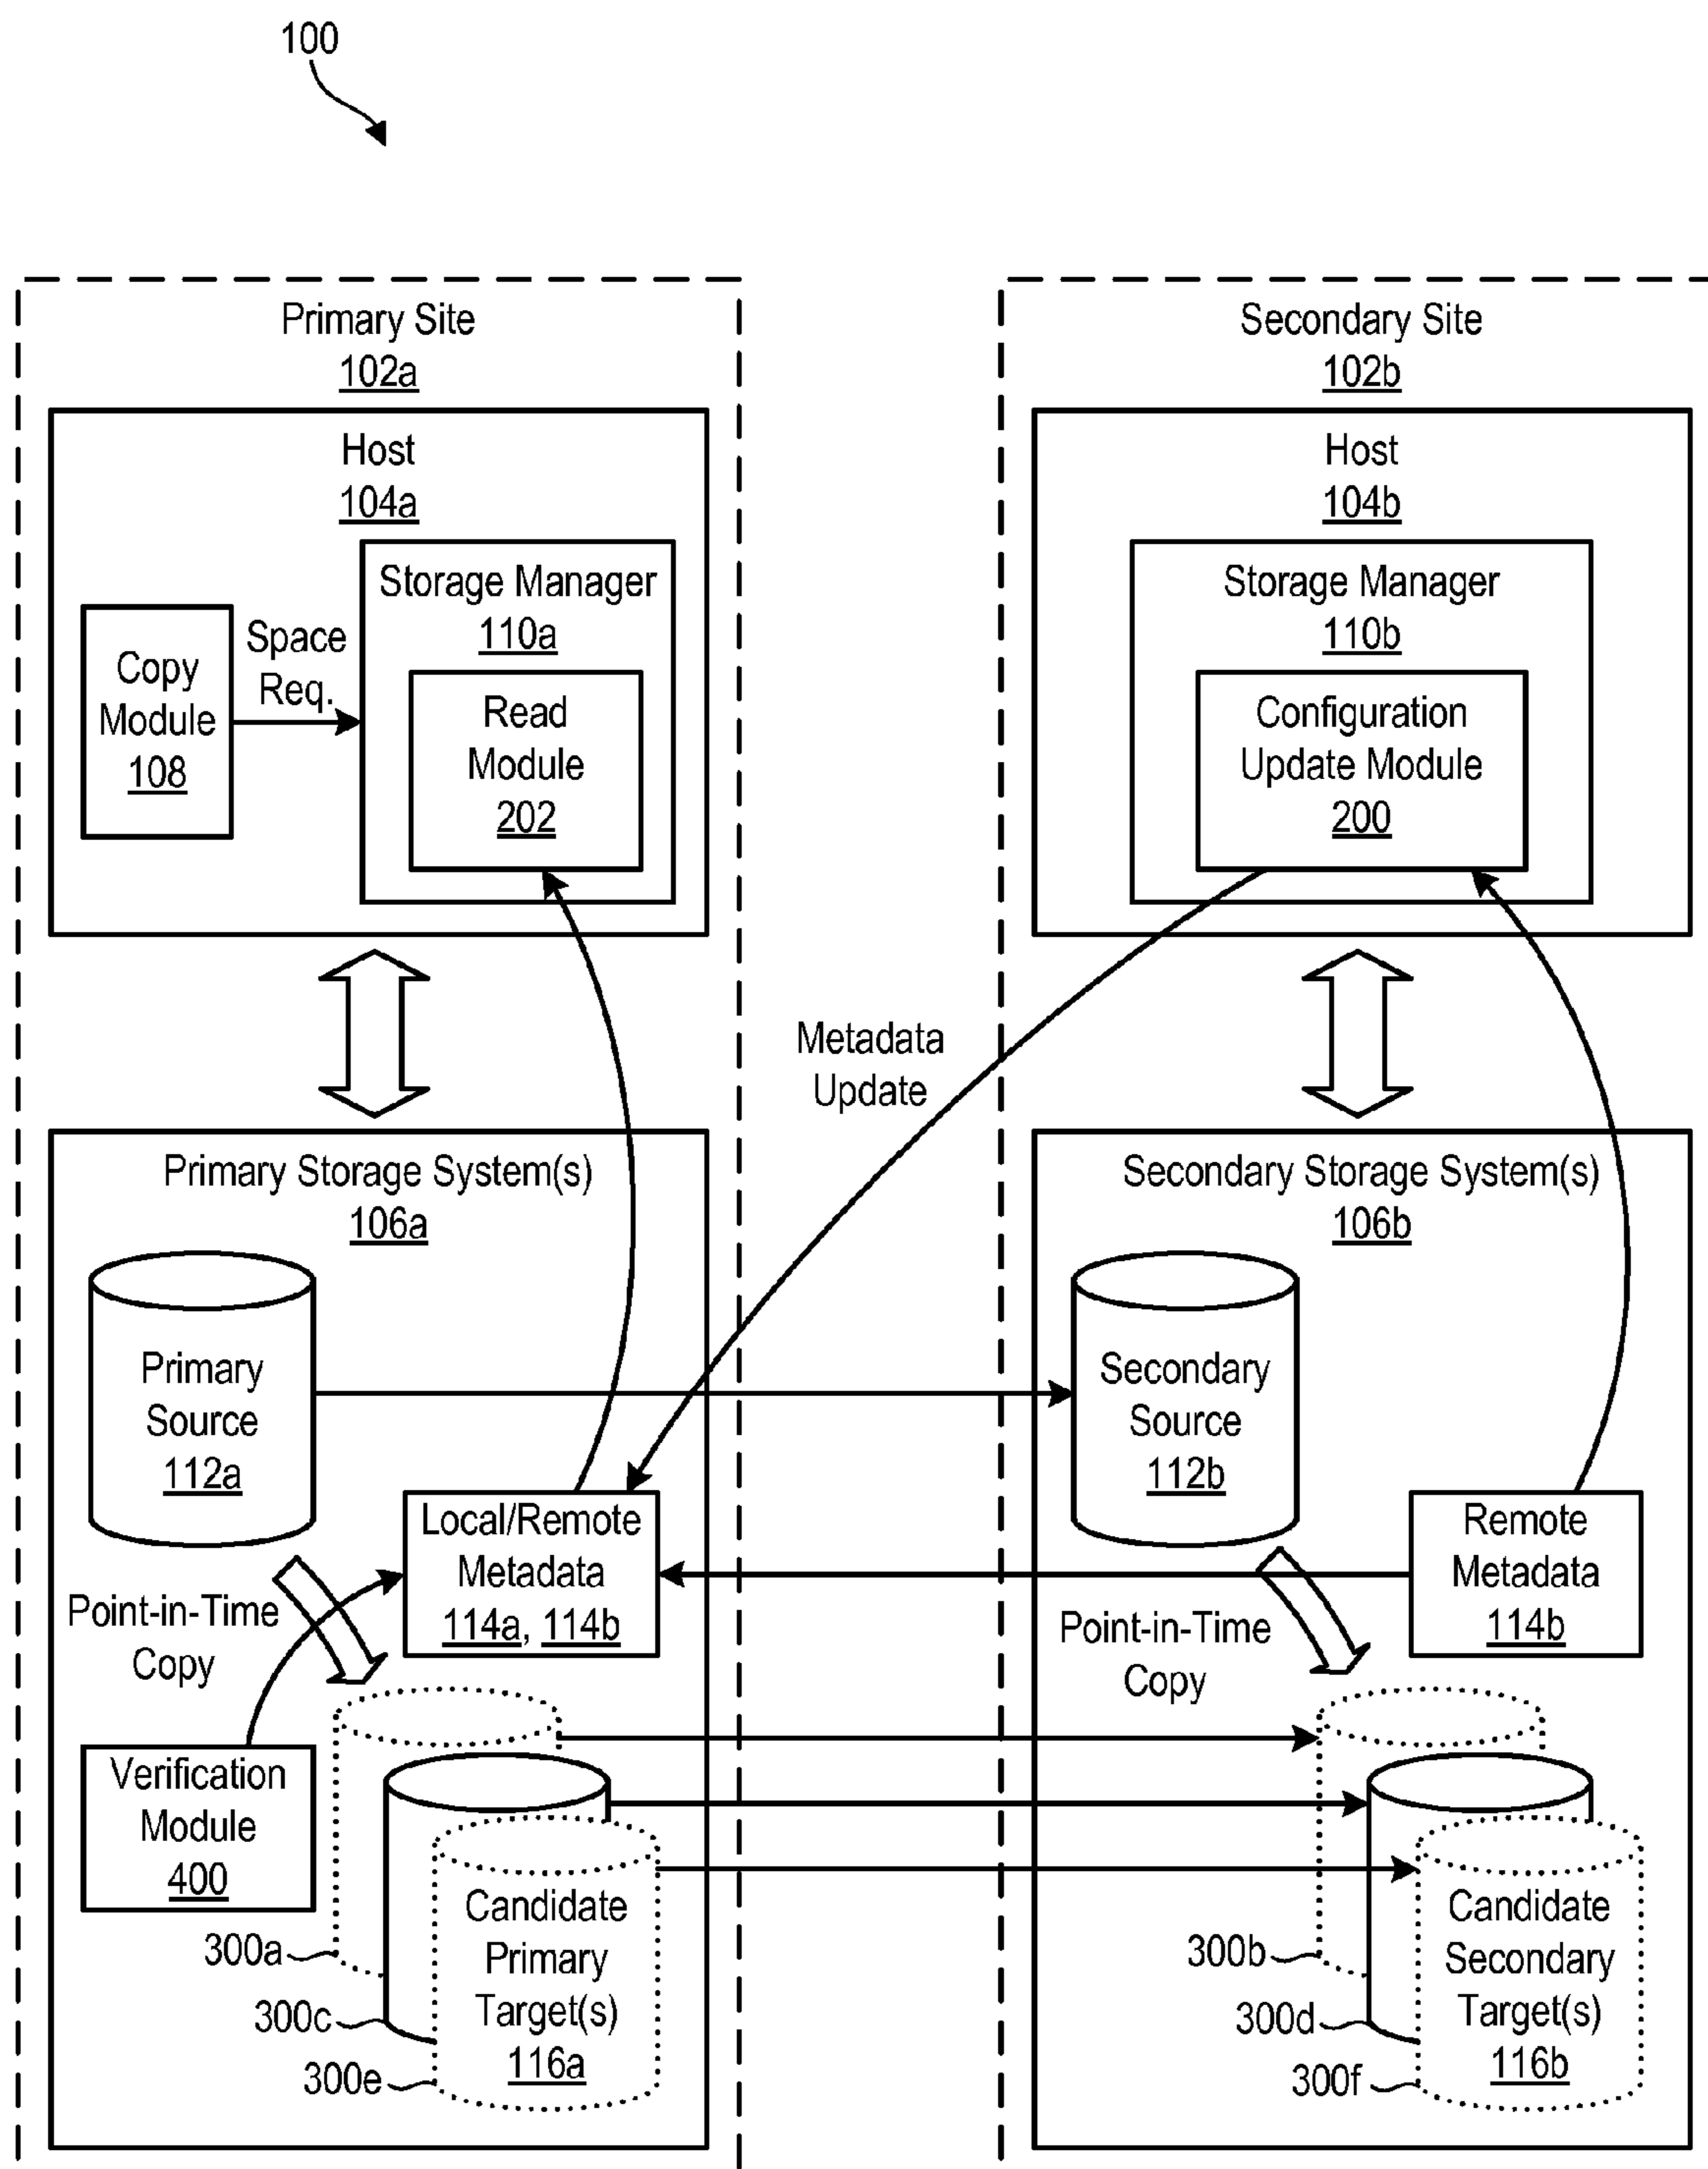 100
Primary Site
102a
Host
104a
Copy
Module
108
Space
Req.
Storage Manager
110a
Read
Module
202
Secondary Site
102b
Host
104b
Storage Manager
110b
Configuration
Update Module
200
Metadata
Update
Primary Storage System(s)
106a
Primary
Source
112a
Local/Remote
Metadata
114a, 114b
Point-in-Time
Copy
Verification
Module
400
300a
300c
300e
Candidate
Primary
Target(s)
116a
Secondary Storage System(s)
106b
Secondary
Source
112b
Remote
Metadata
114b
Point-in-Time
Copy
300b
300d
300f
Candidate
Secondary
Target(s)
116b